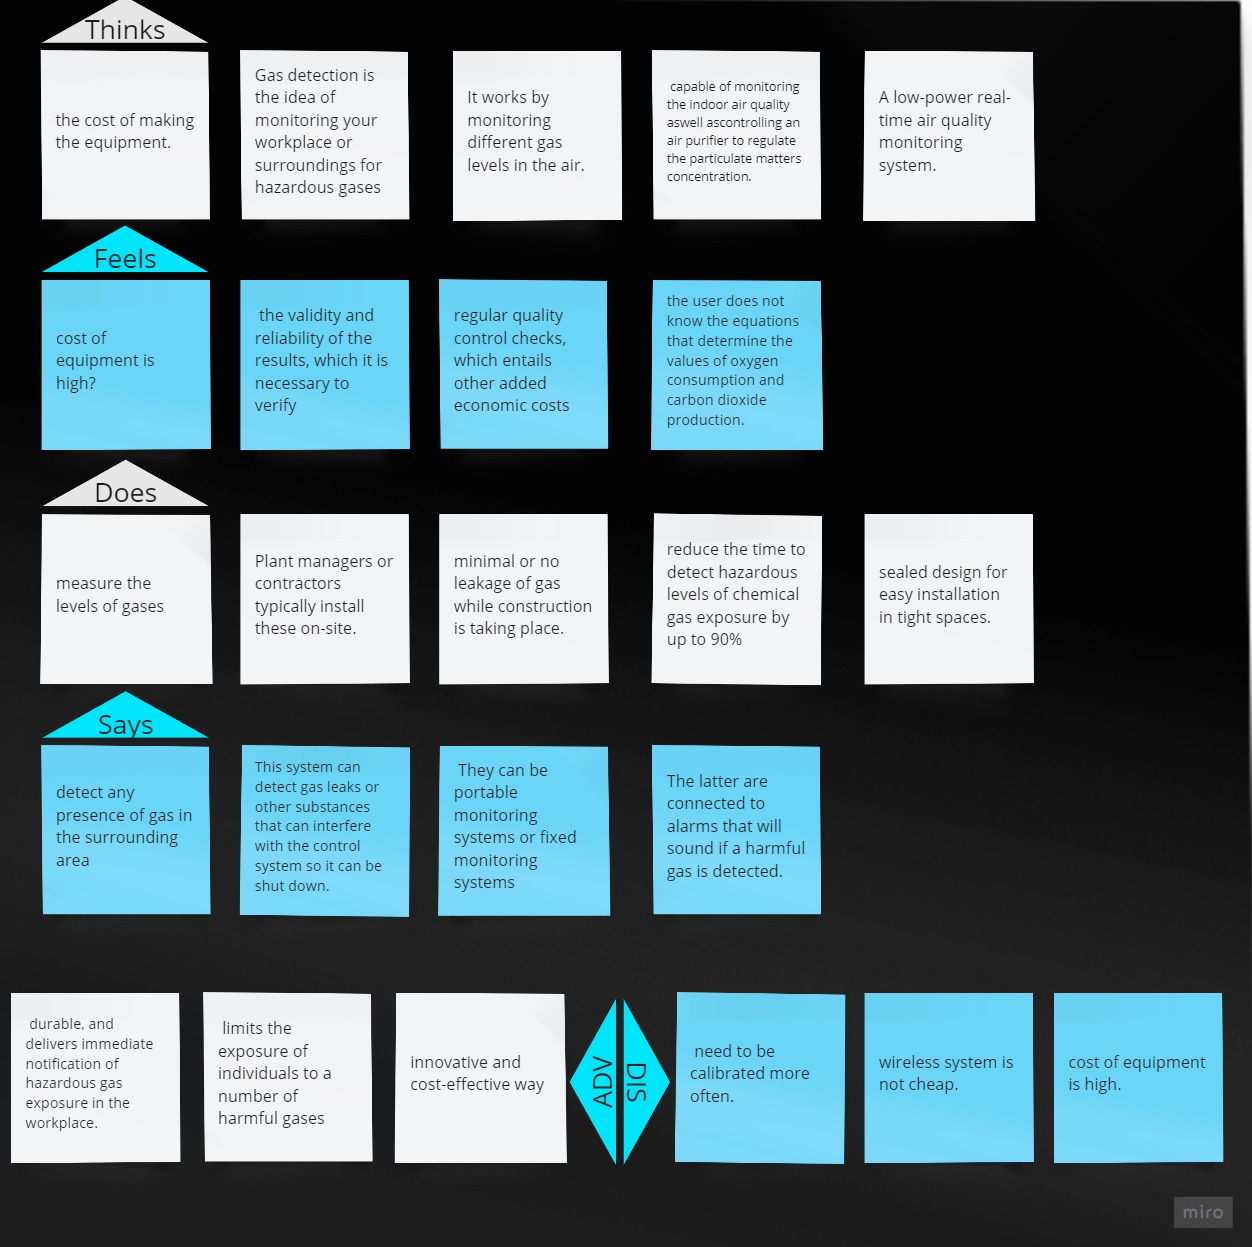 Thinks
the cost of making
the equipment.
Gas detection is
the idea of
monitoring your
workplace or
surroundings for
hazardous gases
It works by
monitoring
different gas
levels in the air.
capable of monitoring
the indoor air quality
aswell ascontrolling an
air purifier to regulate
the particulate matters
concentration.
A low-power real-
time air quality
monitoring
system.
Feels
cost of
equipment is
high?
the validity and
reliability of the
results, which it is
necessary to
verify
regular quality
control checks,
which entails
other added
economic costs
the user does not
know the equations
that determine the
values of oxygen
consumption and
carbon dioxide
production.
Does
measure the
levels of gases
Plant managers or
contractors
typically install
these on-site.
minimal or no
leakage of gas
while construction
is taking place.
reduce the time to
detect hazardous
levels of chemical
gas exposure by
up to 90%
sealed design for
easy installation
in tight spaces.
Says
detect any
presence of gas in
the surrounding
area
This system can
detect gas leaks or
other substances
that can interfere
with the control
system so it can be
shut down.
They can be
portable
monitoring
systems or fixed
monitoring
systems
The latter are
connected to
alarms that will
sound if a harmful
gas is detected.
durable, and
delivers immediate
notification of
hazardous gas
exposure in the
workplace.
limits the
exposure of
individuals to a
number of
harmful gases
innovative and
cost-effective way
ADV
DIS
need to be
calibrated more
often.
wireless system is
not cheap.
cost of equipment
is high.
miro